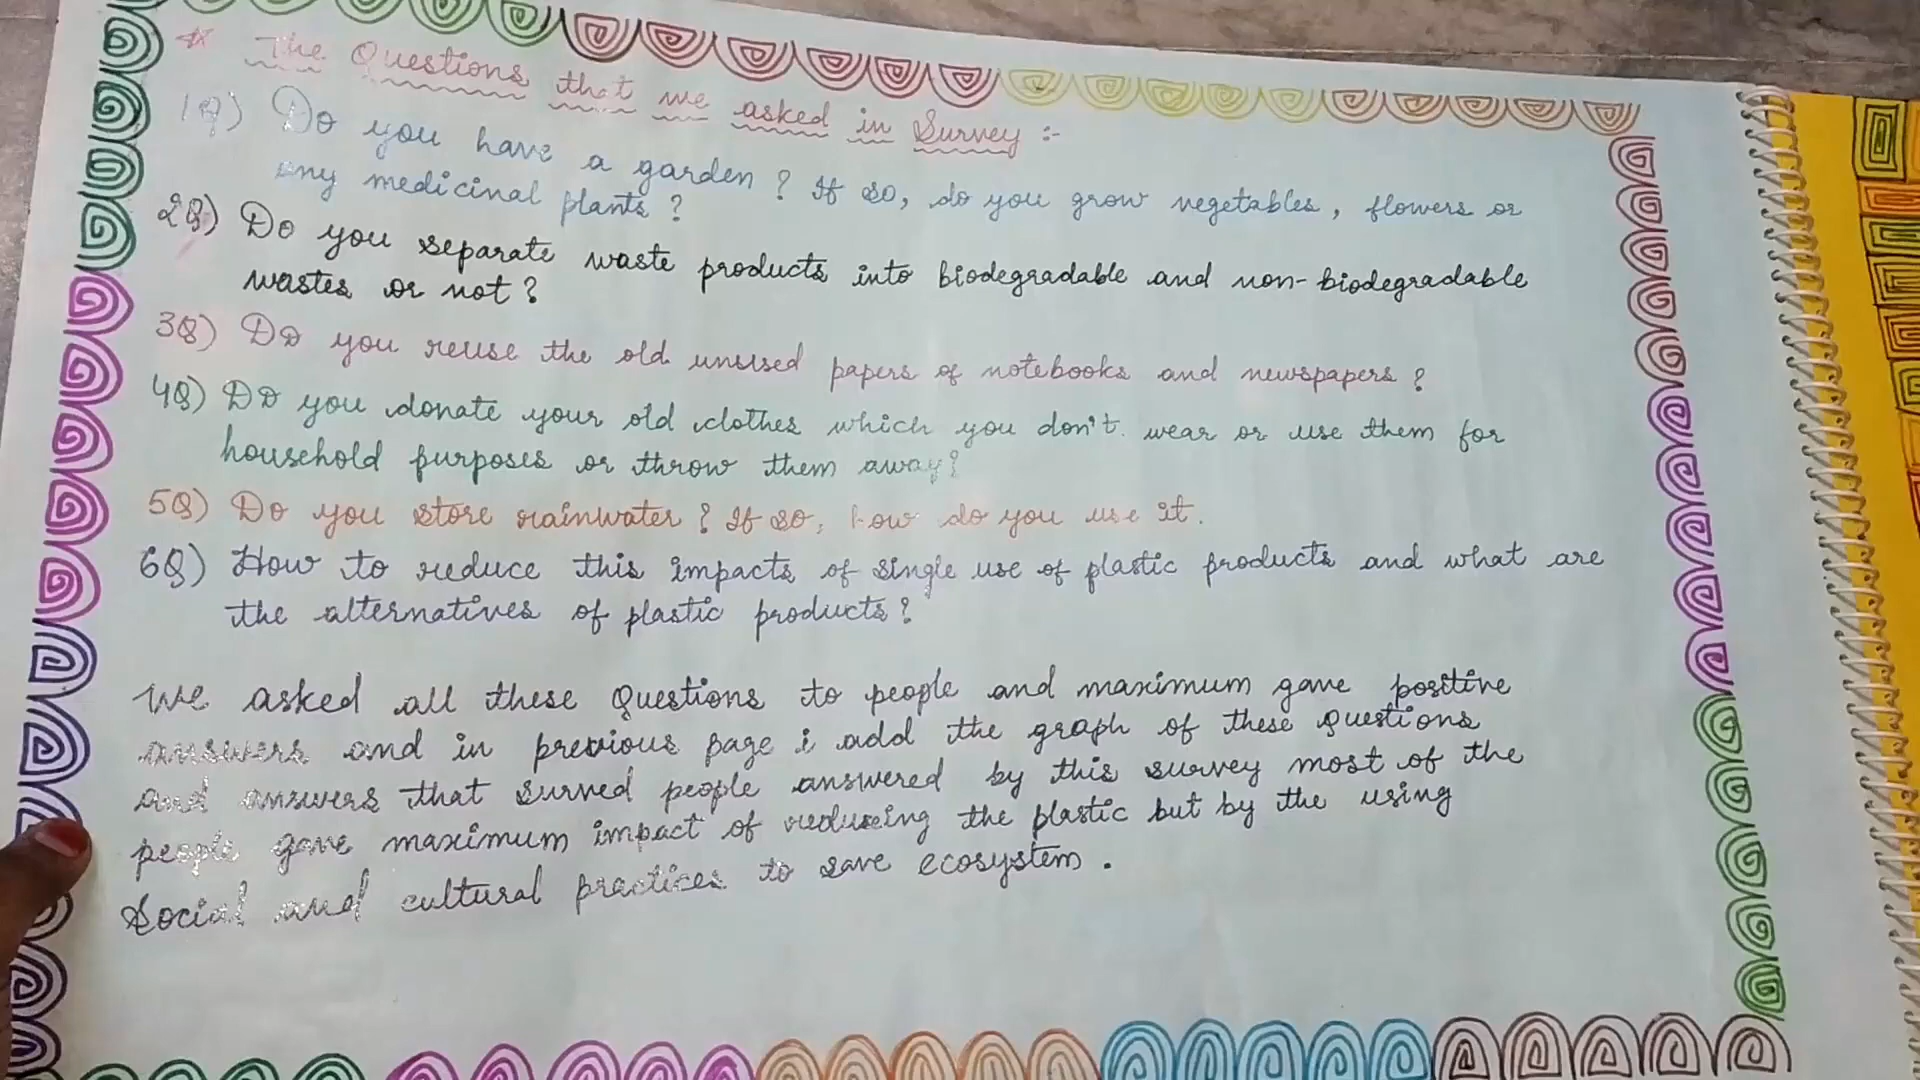 * The Questions that we asked in Survey :-
1Q) Do you have a garden ? If so, do you grow vegetables, flowers or
any medicinal plants ?
2Q) Do you separate waste products into biodegradable and non-biodegradable
wastes or not ?
3Q) Do you reuse the old unused papers of notebooks and newspapers ?
4Q) Do you donate your old clothes which you don't wear or use them for
household purposes or throw them away?
5Q) Do you store rainwater ? If so, how do you use it.
6Q) How to reduce this impacts of single use of plastic products and what are
the alternatives of plastic products ?
We asked all these Questions to people and maximum gave positive
answers and in previous page i add the graph of these questions
and answers that surved people answered by this survey most of the
people gave maximum impact of reduceing the plastic but by the using
Social and cultural practices to save ecosystem .